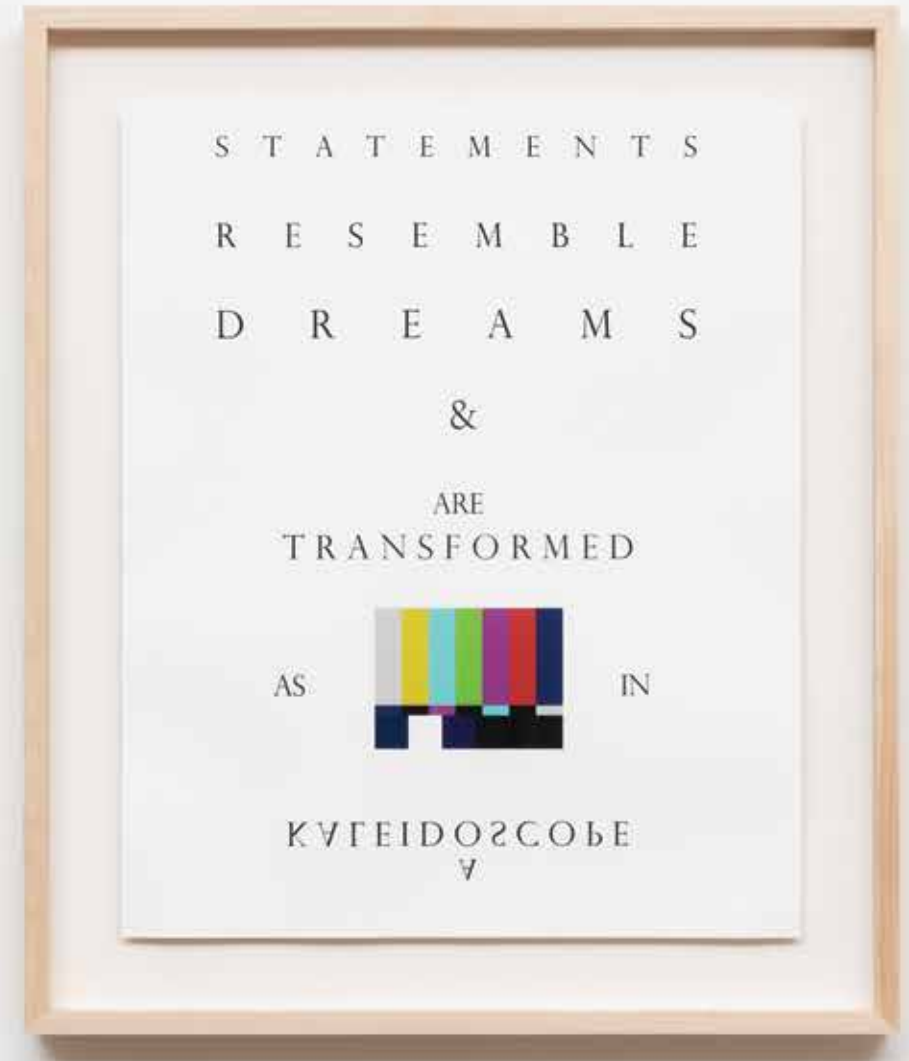 STATEMENTS
RESEMBLE
DREAMS
&
ARE
TRANSFORMED
AS IN
KALEIDOSCOPE
A